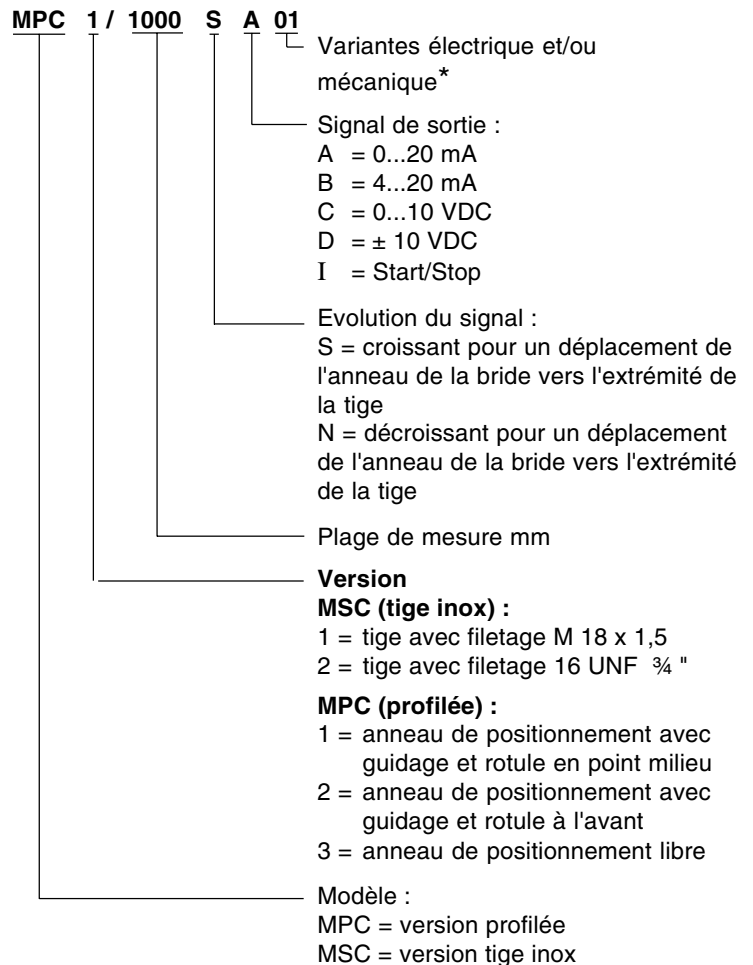 MPC 1 / 1000 S A 01
Variantes électrique et/ou
mécanique*
Signal de sortie :
A = 0...20 mA
B = 4...20 mA
C = 0...10 VDC
D = ± 10 VDC
I = Start/Stop
Evolution du signal :
S = croissant pour un déplacement de
l'anneau de la bride vers l'extrémité de
la tige
N = décroissant pour un déplacement
de l'anneau de la bride vers l'extrémité
de la tige
Plage de mesure mm
Version
MSC (tige inox) :
1 = tige avec filetage M 18 x 1,5
2 = tige avec filetage 16 UNF ¾ "
MPC (profilée) :
1 = anneau de positionnement avec
guidage et rotule en point milieu
2 = anneau de positionnement avec
guidage et rotule à l'avant
3 = anneau de positionnement libre
Modèle :
MPC = version profilée
MSC = version tige inox